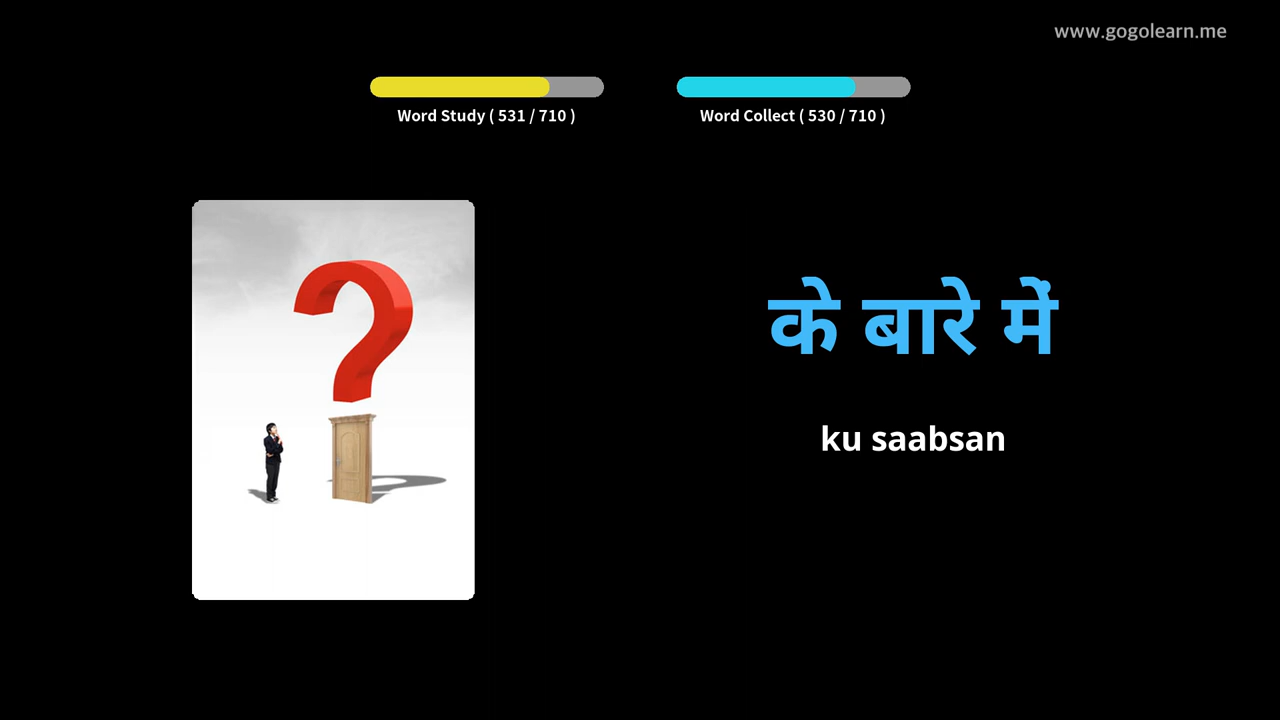 www.gogolearn.me
Word Study ( 531 / 710 )
Word Collect ( 530 / 710 )
के बारे में
ku saabsan